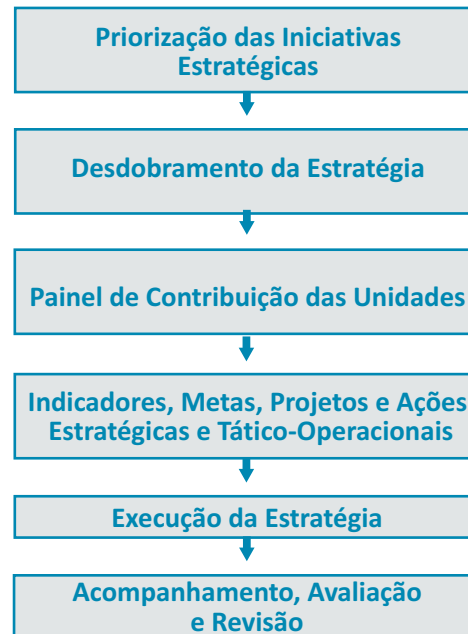 Priorização das Iniciativas
Estratégicas
Desdobramento da Estratégia
Painel de Contribuição das Unidades
Indicadores, Metas, Projetos e Ações
Estratégicas e Tático-Operacionais
Execução da Estratégia
Acompanhamento, Avaliação
e Revisão